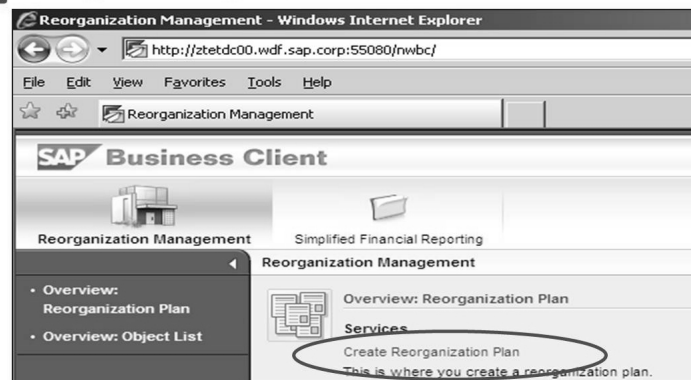 Reorganization Management - Windows Internet Explorer
http://ztetdc00.wdf.sap.corp:55080/nwbc/
File Edit View Favorites Tools Help
Reorganization Management
SAP Business Client
Reorganization Management Simplified Financial Reporting
Reorganization Management
• Overview:
Reorganization Plan
• Overview: Object List
Overview: Reorganization Plan
Services
Create Reorganization Plan
This is where you create a reorganization plan.